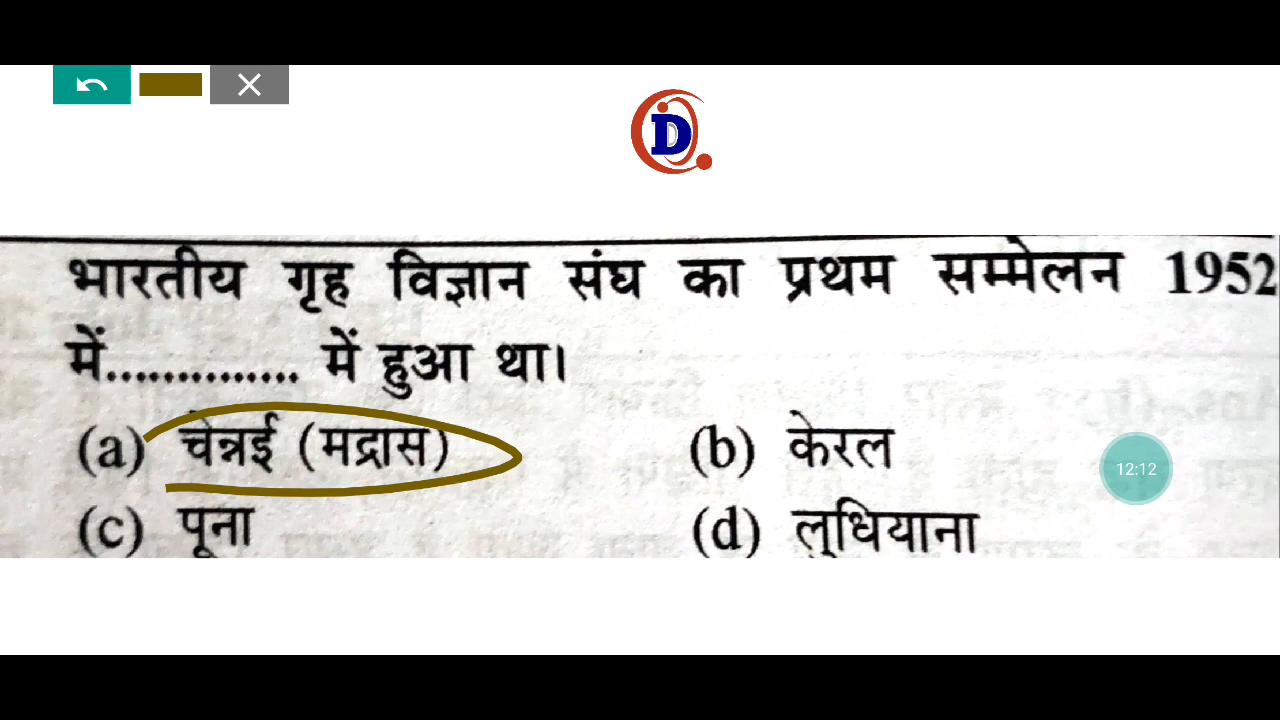 D
भारतीय गृह विज्ञान संघ का प्रथम सम्मेलन 1952
में.............. में हुआ था।
(a) चेन्नई (मद्रास) (b) केरल
12:12
(c) पूना (d) लुधियाना